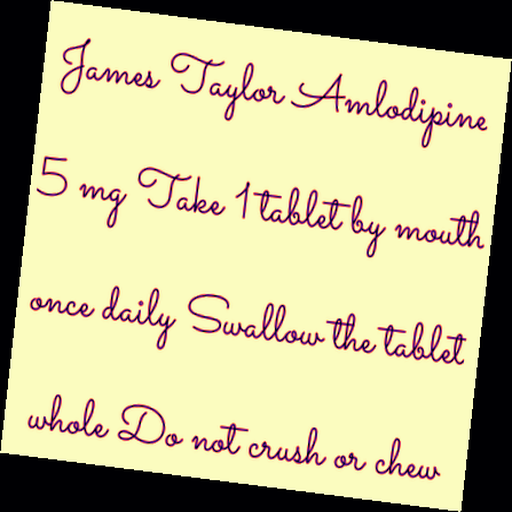 James Taylor Amlodipine
5 mg Take 1 tablet by mouth
once daily Swallow the tablet
whole Do not crush or chew